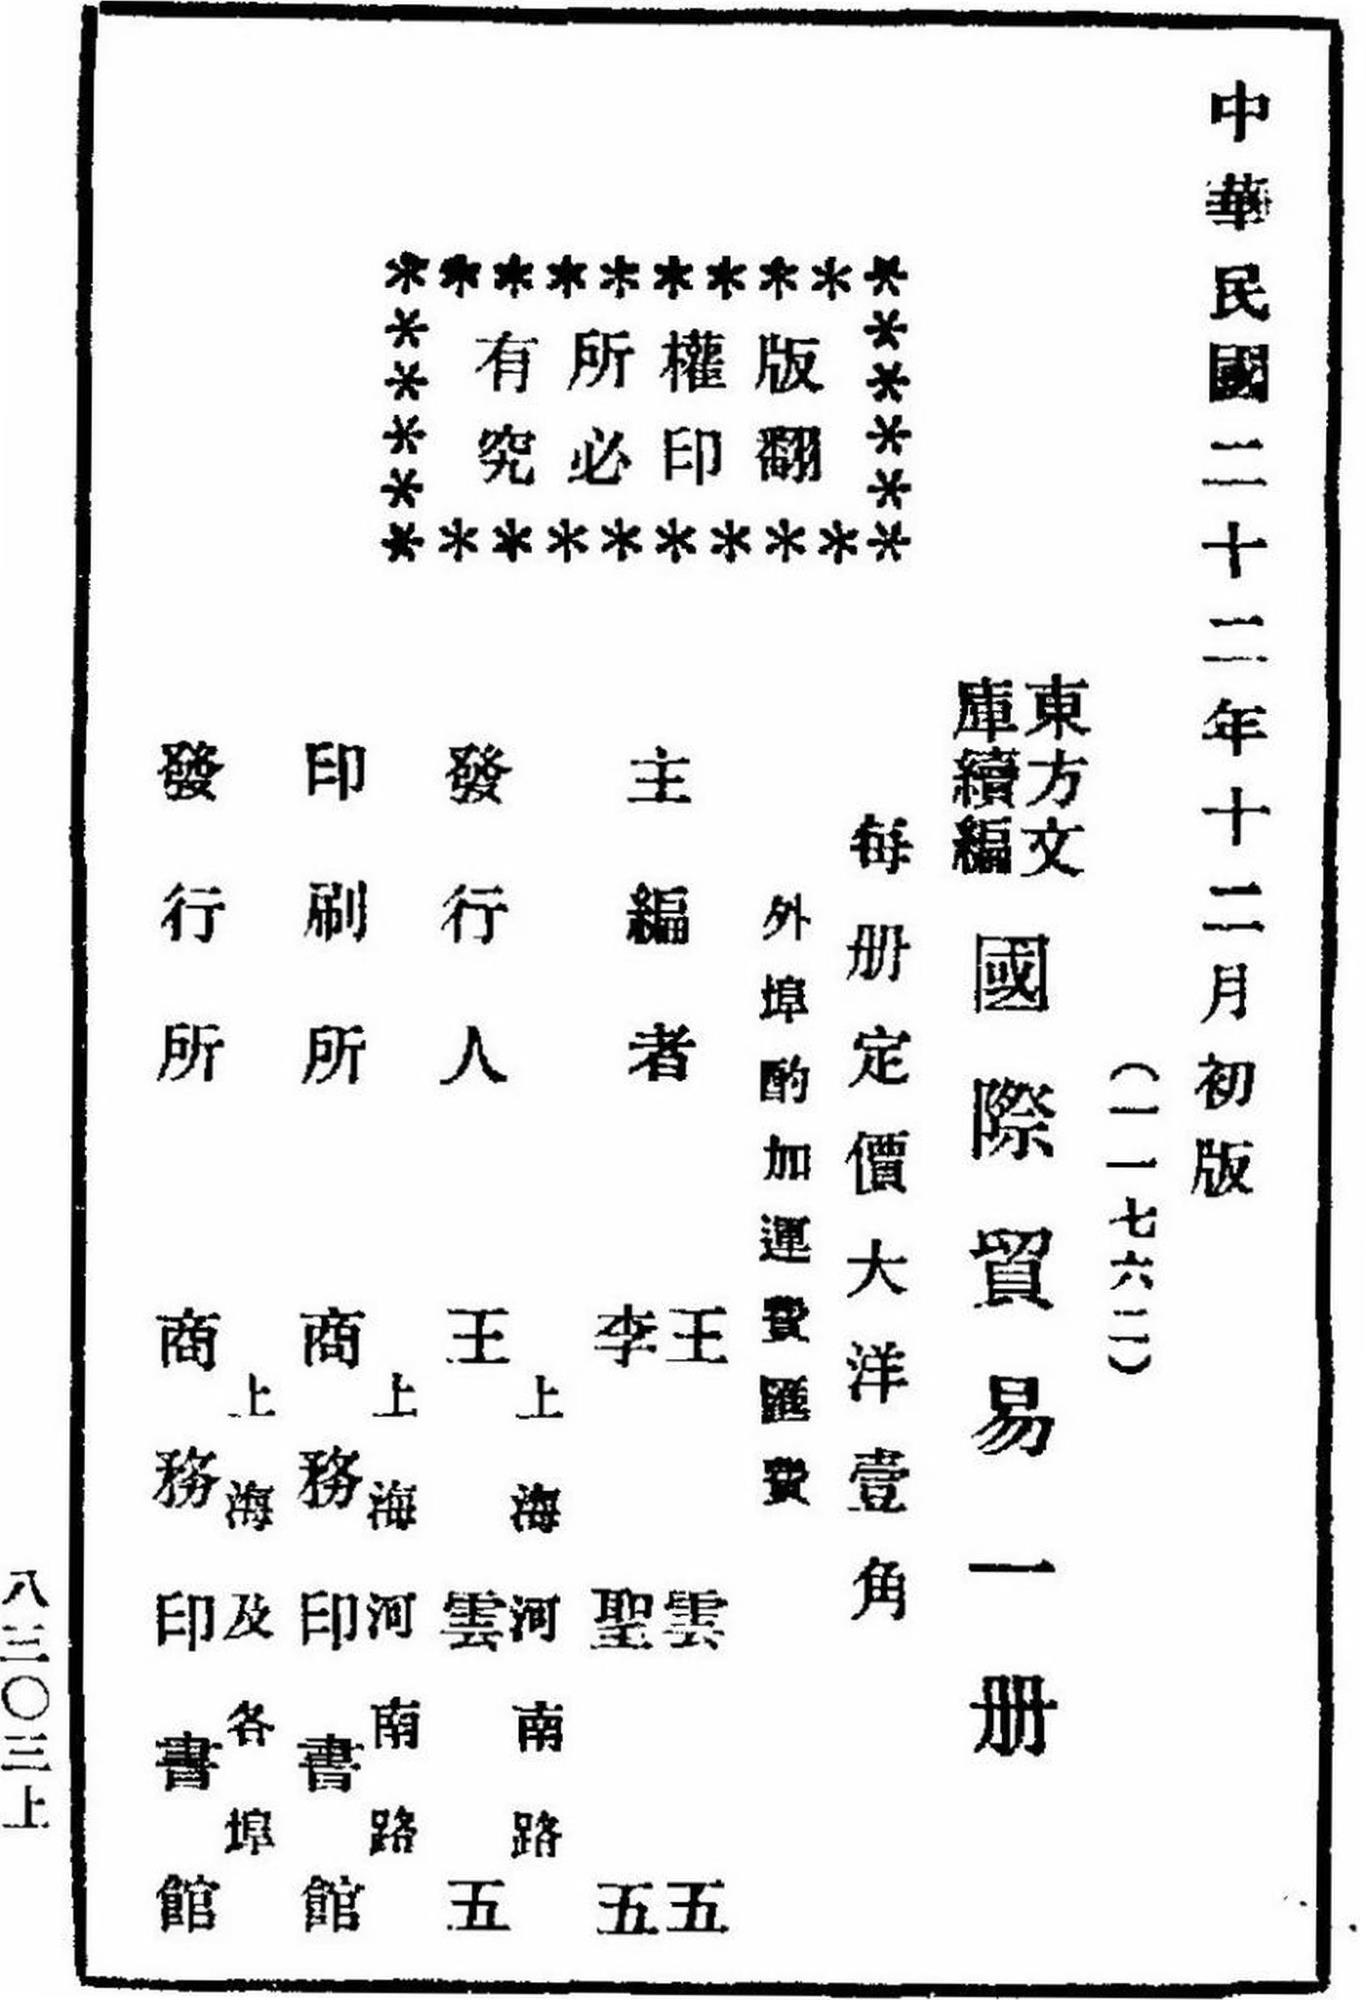 中華民國二十二年十二月初版
(一一七六二)
東方文
庫續編
國際貿易一册
每册定價大洋壹角
外埠酌加運費匯費
版權所有
翻印必究
主編者
王雲五
李聖五
發行人
上海河南路
王雲五
印刷所
上海河南路
商務印書館
發行所
上海及各埠
商務印書館
八三〇三上